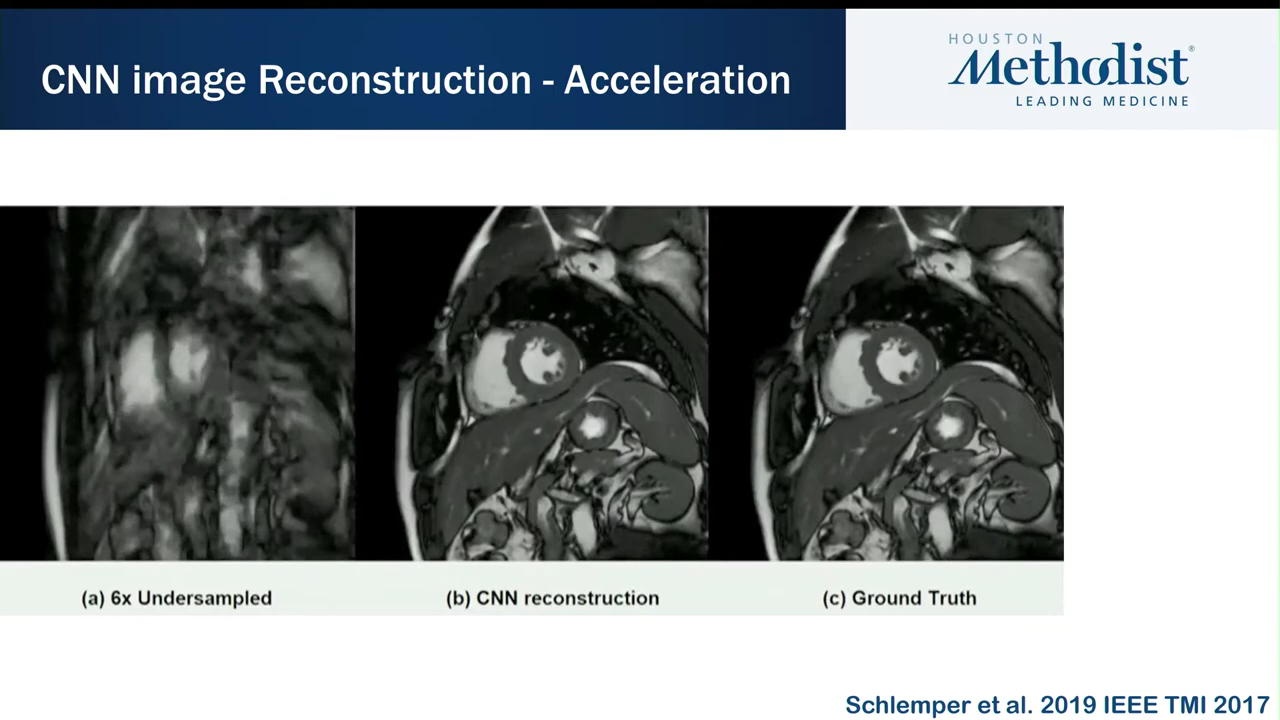 CNN image Reconstruction - Acceleration
HOUSTON
Methodist®
LEADING MEDICINE
(a) 6x Undersampled
(b) CNN reconstruction
(c) Ground Truth
Schlemper et al. 2019 IEEE TMI 2017